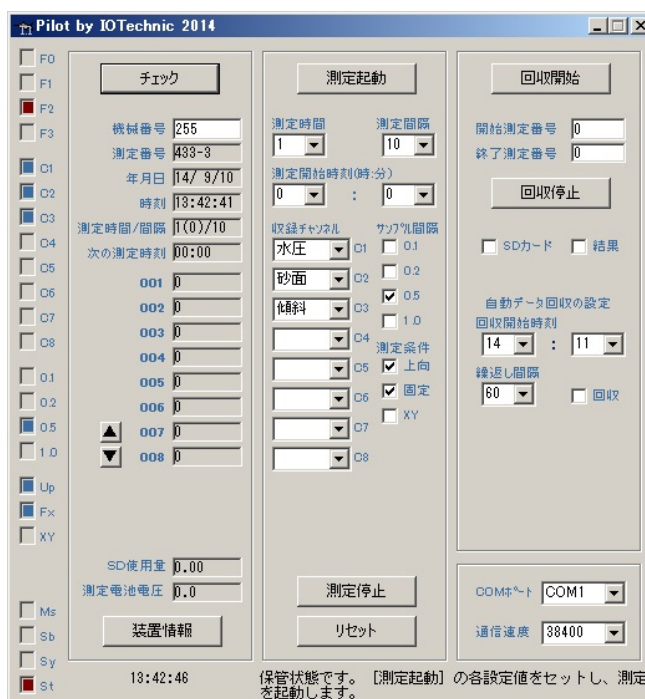 Pilot by IOTechnic 2014
F0
F1
F2
F3
C1
C2
C3
C4
C5
C6
C7
C8
0.1
0.2
0.5
1.0
Up
Fx
XY
Ms
Sb
Sy
St
チェック
機械番号 255
測定番号 433-3
年月日 14/ 9/10
時刻 13:42:41
測定時間/間隔 1(0)/10
次の測定時刻 00:00
001 0
002 0
003 0
004 0
005 0
006 0
007 0
008 0
SD使用量 0.00
測定電池電圧 0.0
装置情報
13:42:46
測定起動
測定時間 測定間隔
1 10
測定開始時刻(時:分)
0 : 0
収録チャンネル サンプル間隔
水圧 C1 0.1
砂面 C2 0.2
傾斜 C3 0.5
C4 1.0
測定条件
C5 上向
C6 固定
C7 XY
C8
測定停止
リセット
回収開始
開始測定番号 0
終了測定番号 0
回収停止
SDカード 結果
自動データ回収の設定
回収開始時刻
14 : 11
繰返し間隔
60 回収
COMポート COM1
通信速度 38400
保管状態です。 [測定起動] の各設定値をセットし、測定
を起動します。